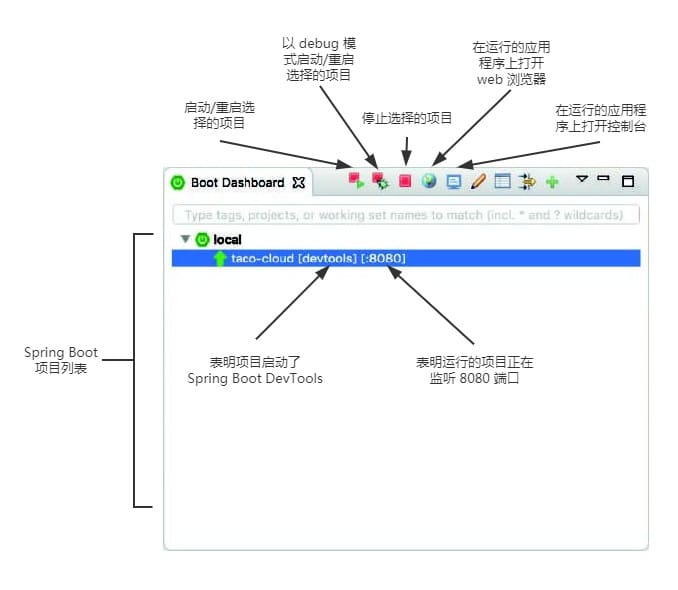 以 debug 模
式启动/重启
选择的项目
在运行的应用
程序上打开
web 浏览器
启动/重启选
择的项目
停止选择的项目
在运行的应用程
序上打开控制台
Boot Dashboard
Type tags, projects, or working set names to match (incl. * and ? wildcards)
local
taco-cloud [devtools] [:8080]
Spring Boot
项目列表
表明项目启动了
Spring Boot DevTools
表明运行的项目正在
监听 8080 端口